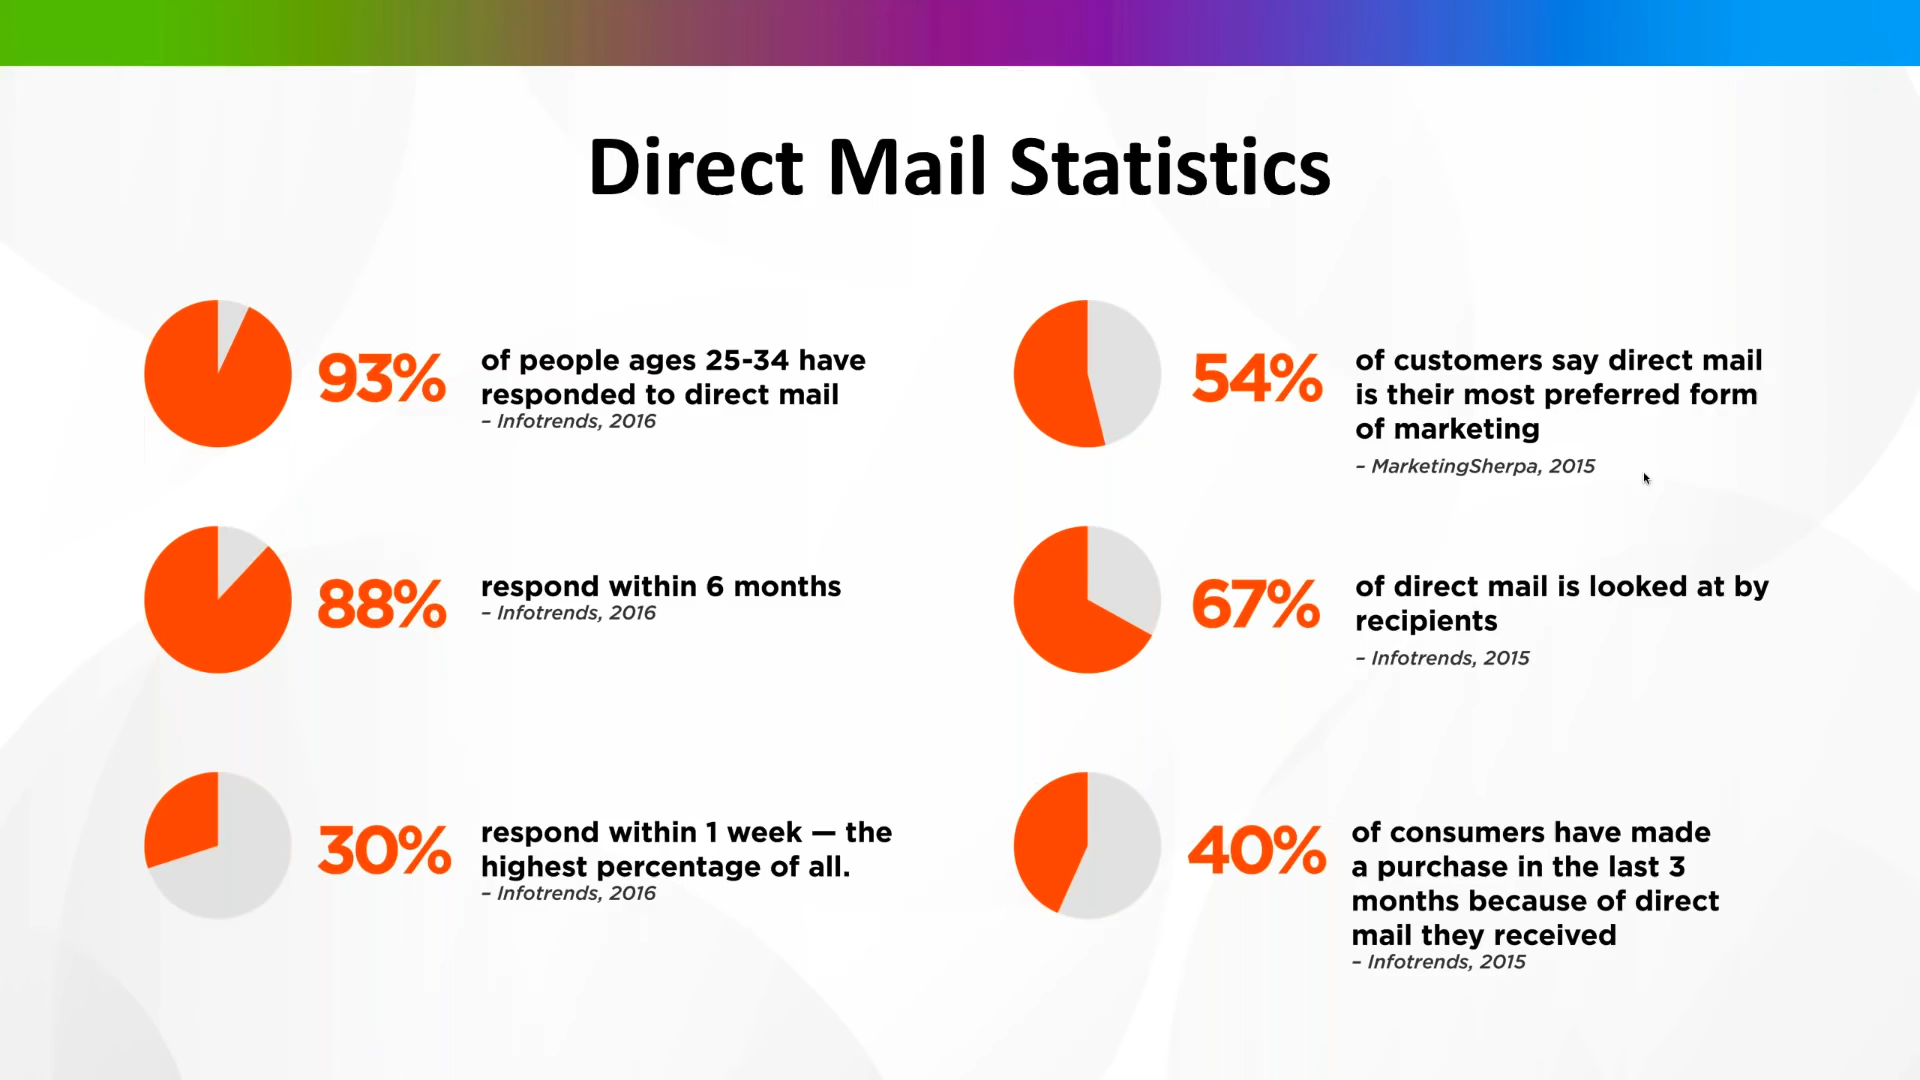 Direct Mail Statistics
93%
of people ages 25-34 have
responded to direct mail
– Infotrends, 2016
88%
respond within 6 months
– Infotrends, 2016
30%
respond within 1 week — the
highest percentage of all.
– Infotrends, 2016
54%
of customers say direct mail
is their most preferred form
of marketing
– MarketingSherpa, 2015
67%
of direct mail is looked at by
recipients
– Infotrends, 2015
40%
of consumers have made
a purchase in the last 3
months because of direct
mail they received
– Infotrends, 2015